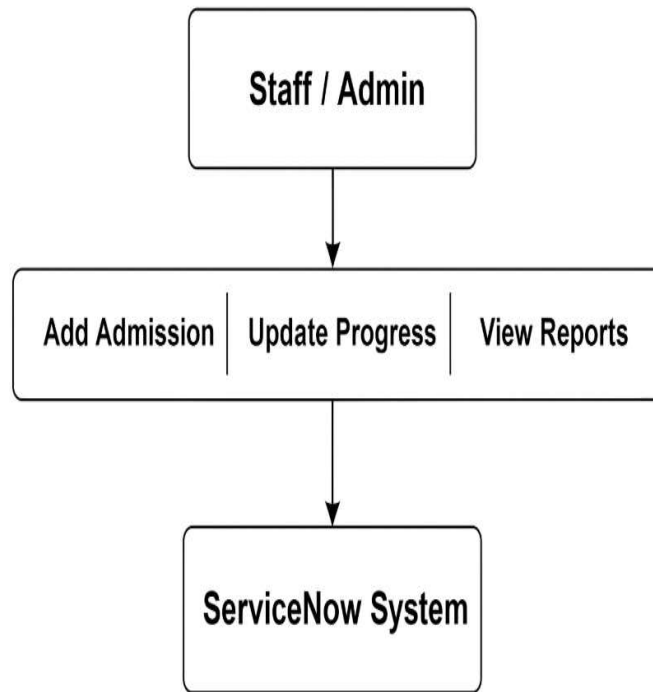 Staff / Admin
Add Admission | Update Progress | View Reports
ServiceNow System